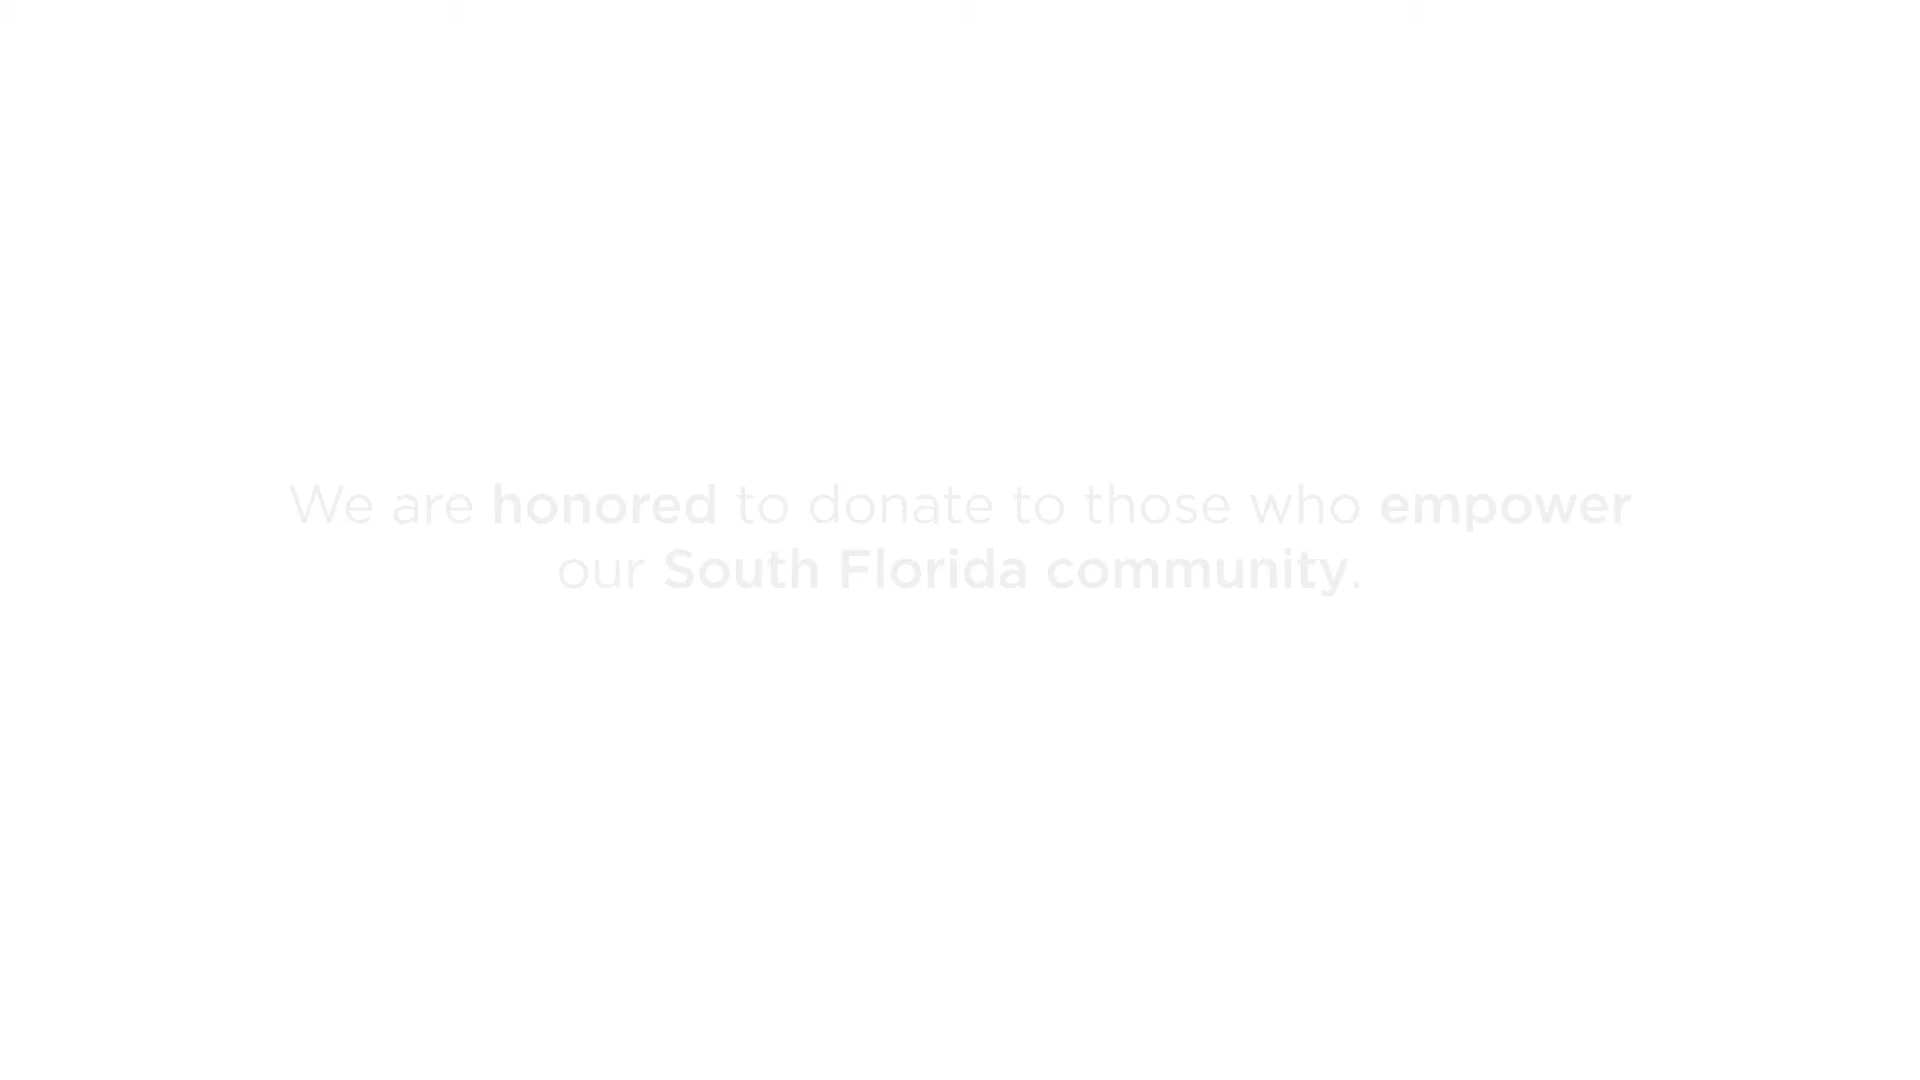 We are honored to donate to those who empower
our South Florida community.